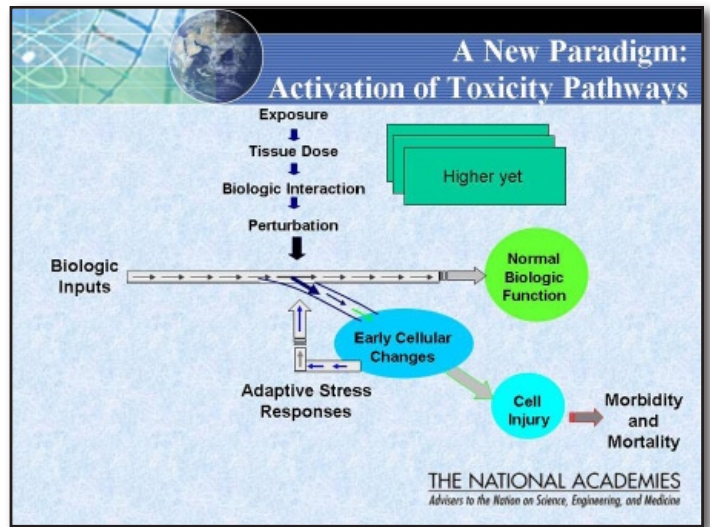 A New Paradigm:
Activation of Toxicity Pathways
Exposure
Tissue Dose
Biologic Interaction
Perturbation
Higher yet
Biologic
Inputs
Normal
Biologic
Function
Early Cellular
Changes
Adaptive Stress
Responses
Cell
Injury
Morbidity
and
Mortality
THE NATIONAL ACADEMIES
Advisers to the Nation on Science, Engineering, and Medicine